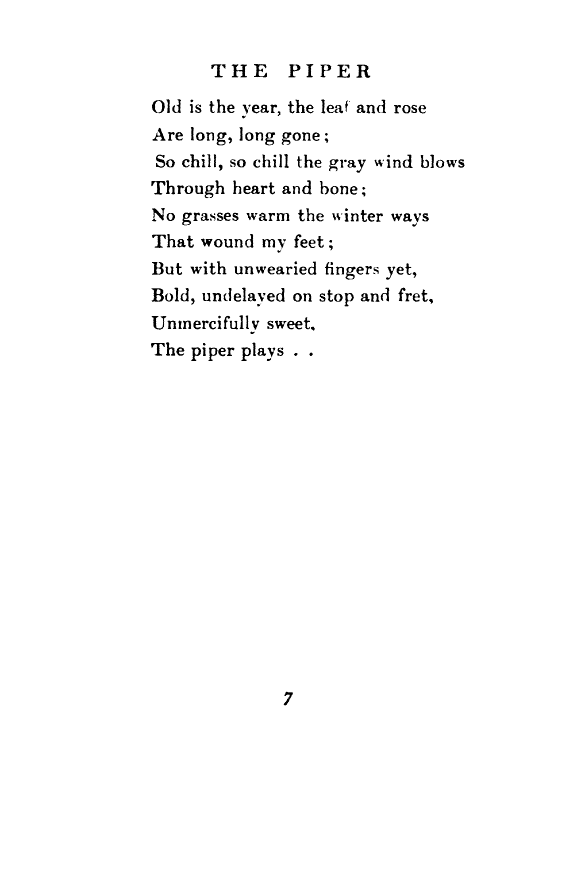 THE PIPER
Old is the year, the leaf and rose
Are long, long gone;
So chill, so chill the gray wind blows
Through heart and bone;
No grasses warm the winter ways
That wound my feet;
But with unwearied fingers yet,
Bold, undelayed on stop and fret,
Unmercifully sweet,
The piper plays . .
7